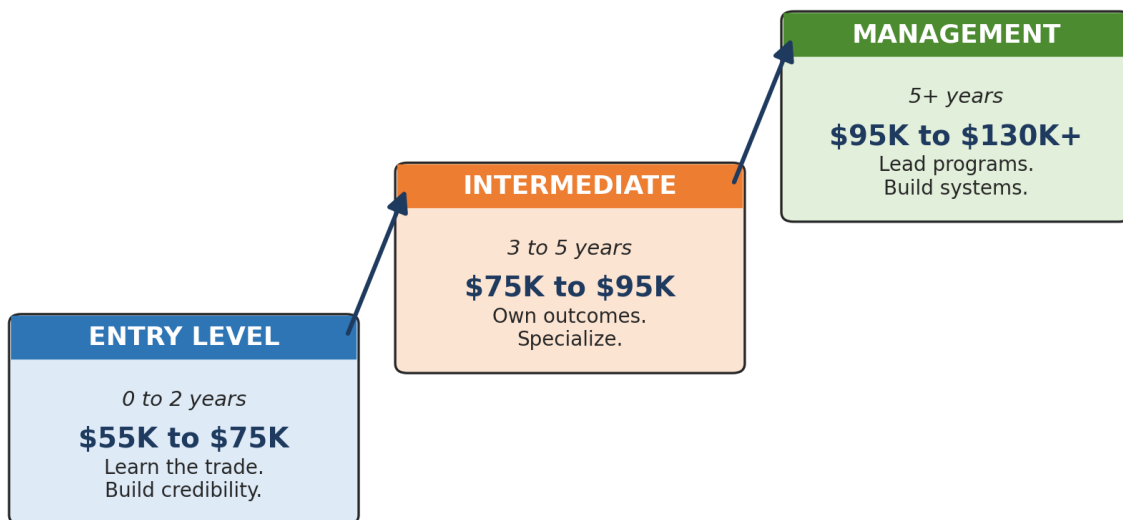 MANAGEMENT
5+ years
$95K to $130K+
Lead programs.
Build systems.
INTERMEDIATE
3 to 5 years
$75K to $95K
Own outcomes.
Specialize.
ENTRY LEVEL
0 to 2 years
$55K to $75K
Learn the trade.
Build credibility.